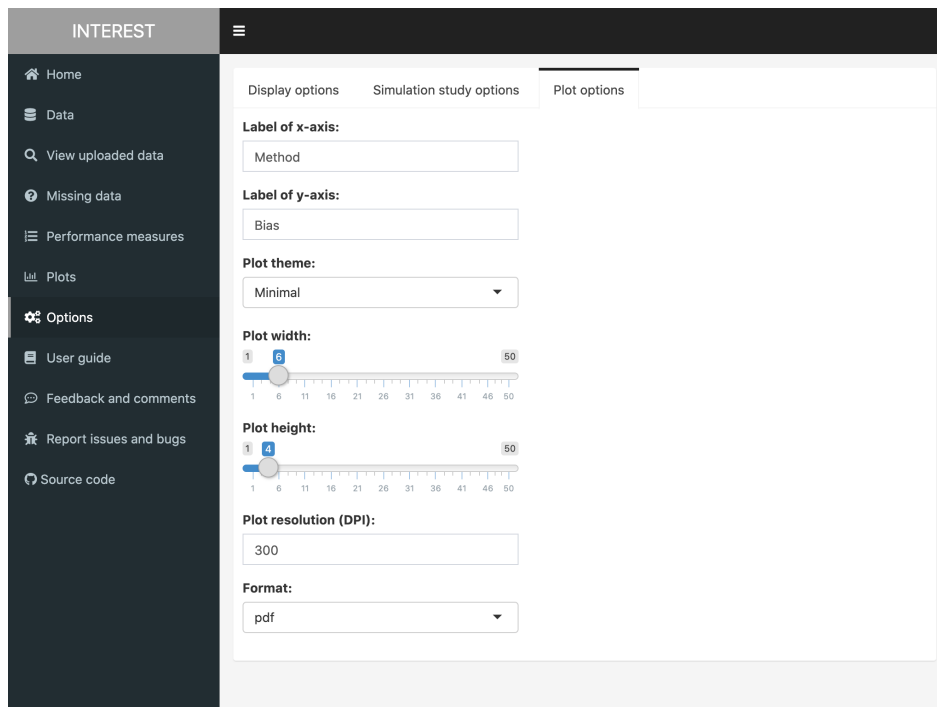 INTEREST
Home
Data
View uploaded data
Missing data
Performance measures
Plots
Options
User guide
Feedback and comments
Report issues and bugs
Source code
Display options Simulation study options Plot options
Label of x-axis:
Method
Label of y-axis:
Bias
Plot theme:
Minimal
Plot width:
1 6 50
1 6 11 16 21 26 31 36 41 46 50
Plot height:
1 4 50
1 6 11 16 21 26 31 36 41 46 50
Plot resolution (DPI):
300
Format:
pdf